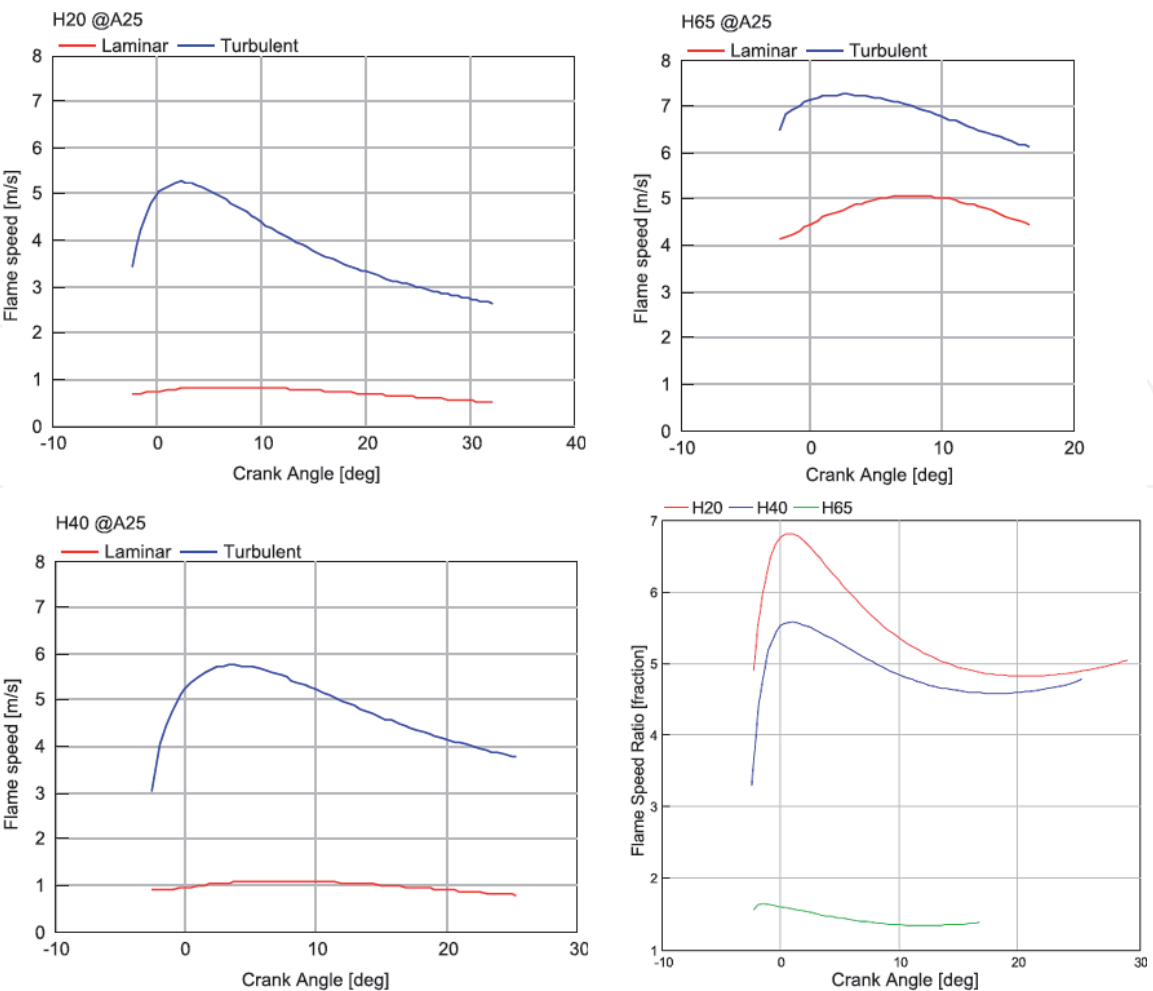 H20 @A25
Laminar Turbulent
8
7
6
5
4
3
2
1
0
Flame speed [m/s]
-10 0 10 20 30 40
Crank Angle [deg]
H65 @A25
Laminar Turbulent
8
7
6
5
4
3
2
1
0
Flame speed [m/s]
-10 0 10 20
Crank Angle [deg]
H40 @A25
Laminar Turbulent
8
7
6
5
4
3
2
1
0
Flame speed [m/s]
-10 0 10 20 30
Crank Angle [deg]
H20 H40 H65
7
6
5
4
3
2
1
Flame Speed Ratio [fraction]
-10 0 10 20 30
Crank Angle [deg]